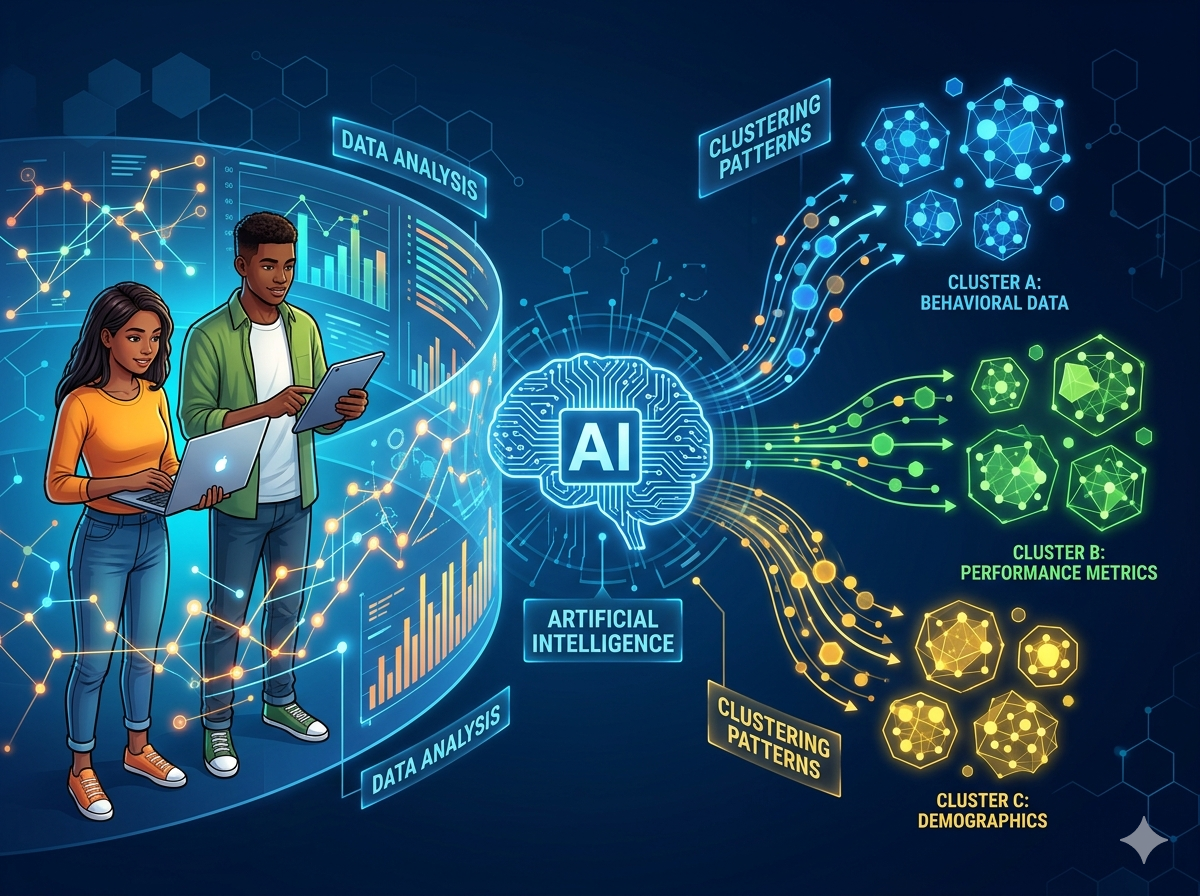 DATA ANALYSIS
CLUSTERING
PATTERNS
CLUSTER A:
BEHAVIORAL DATA
AI
ARTIFICIAL
INTELLIGENCE
CLUSTER B:
PERFORMANCE METRICS
DATA ANALYSIS
CLUSTERING
PATTERNS
CLUSTER C:
DEMOGRAPHICS